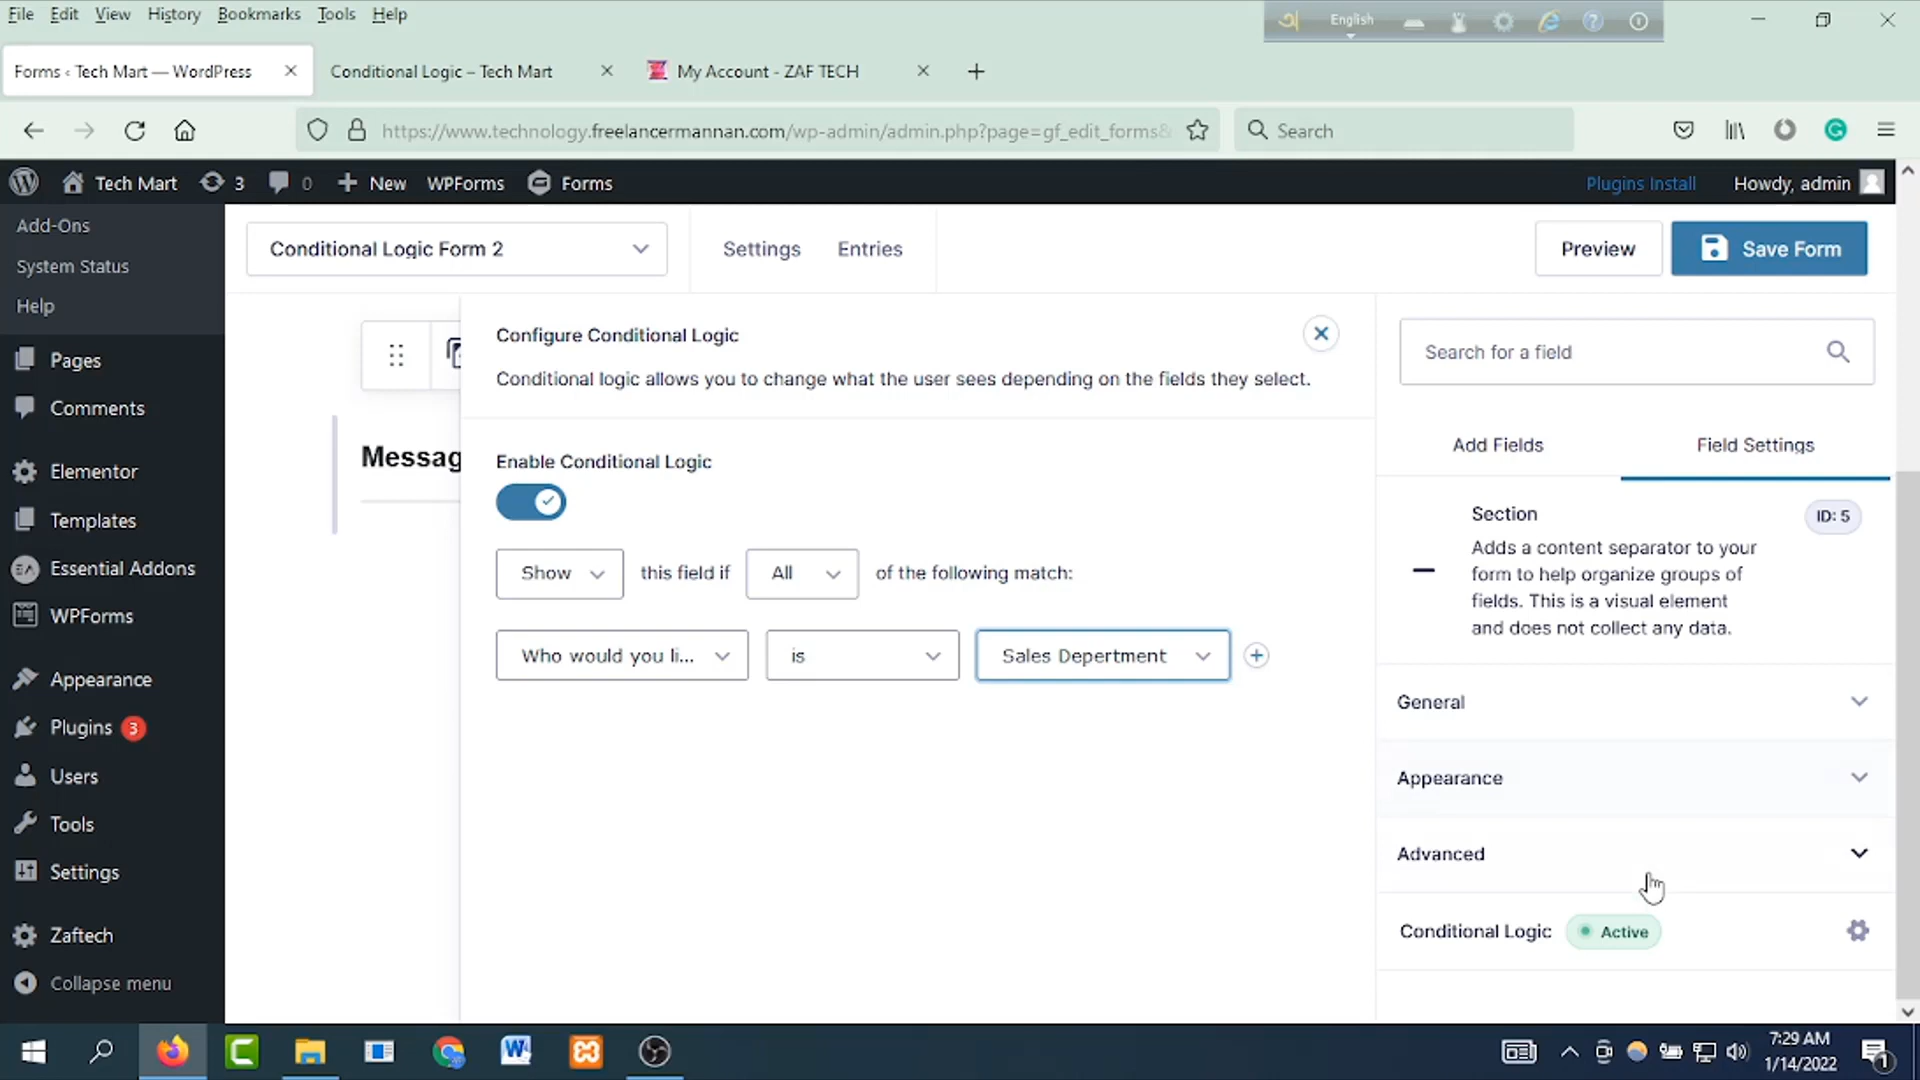 File Edit View History Bookmarks Tools Help
English
Forms ‹ Tech Mart — WordPress
Conditional Logic – Tech Mart
My Account - ZAF TECH
https://www.technology.freelancermannan.com/wp-admin/admin.php?page=gf_edit_forms&
Search
Tech Mart 3 0 New WPForms Forms
Plugins Install Howdy, admin
Add-Ons
System Status
Help
Pages
Comments
Elementor
Templates
Essential Addons
WPForms
Appearance
Plugins 3
Users
Tools
Settings
Zaftech
Collapse menu
Conditional Logic Form 2
Settings Entries
Preview Save Form
Messag
Configure Conditional Logic
Conditional logic allows you to change what the user sees depending on the fields they select.
Enable Conditional Logic
Show this field if All of the following match:
Who would you li... is Sales Depertment
Search for a field
Add Fields Field Settings
Section ID: 5
Adds a content separator to your
form to help organize groups of
fields. This is a visual element
and does not collect any data.
General
Appearance
Advanced
Conditional Logic Active
7:29 AM
1/14/2022
1